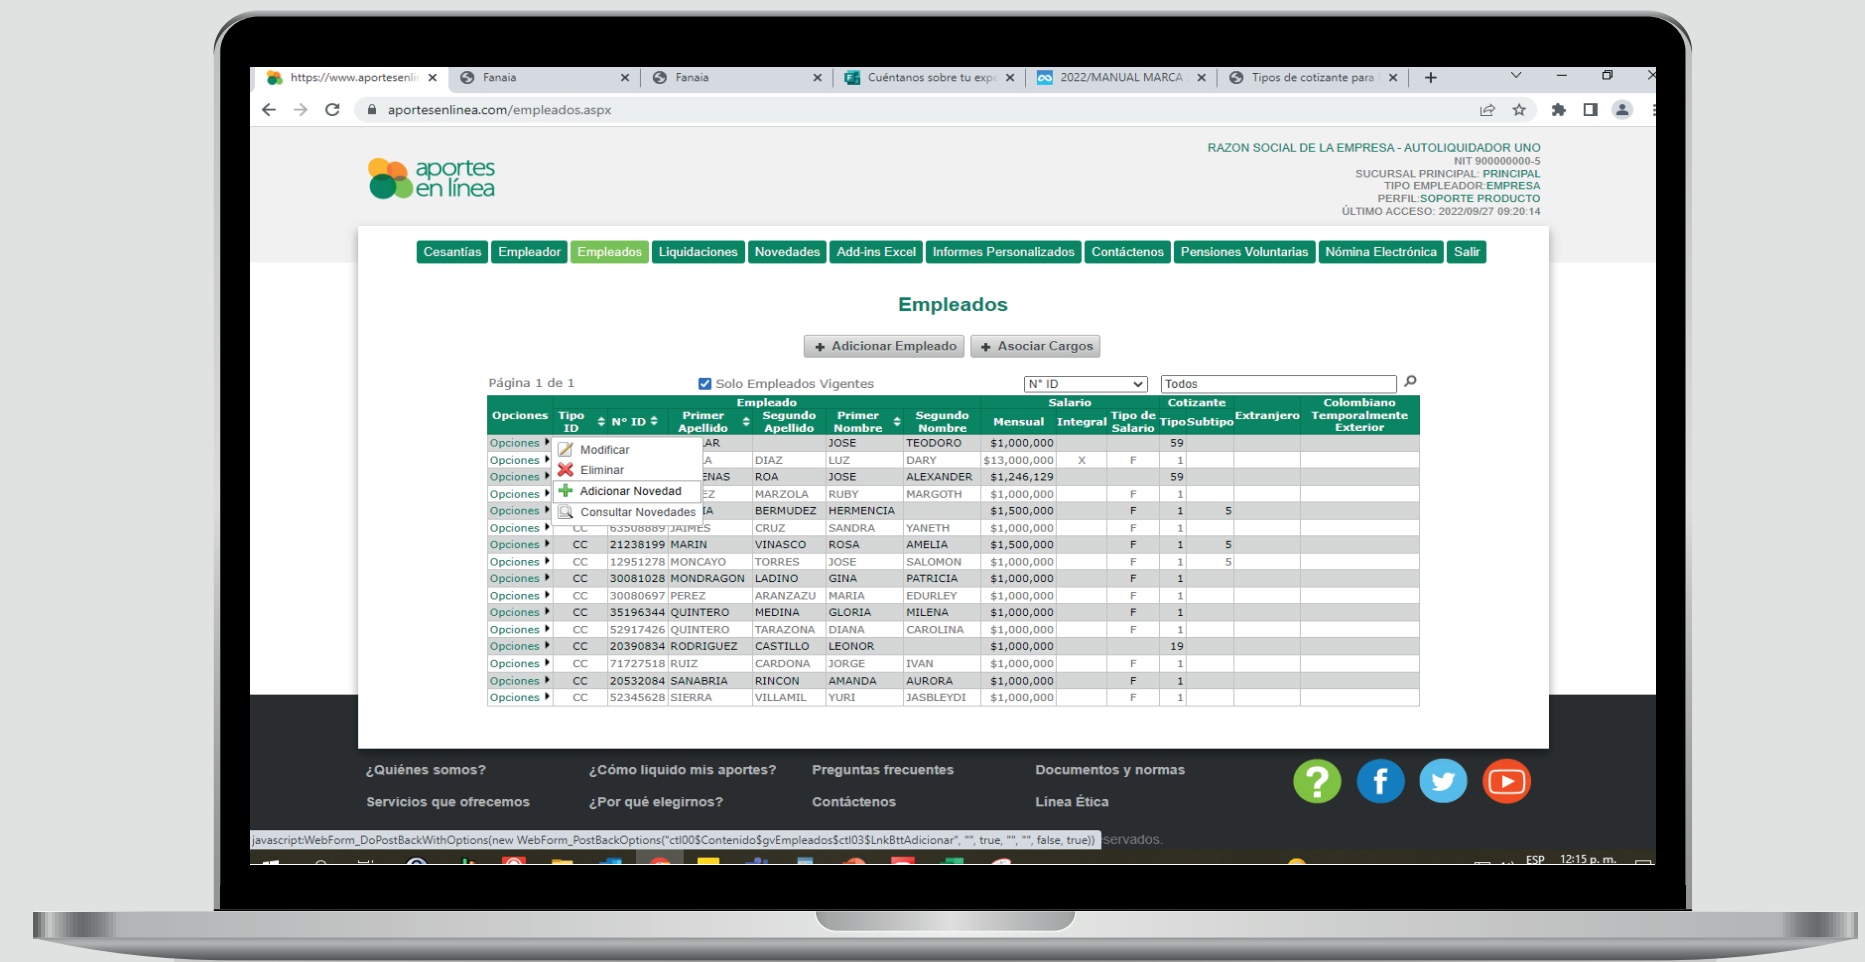 https://www.aportesenlí
Fanaia
Fanaia
Cuéntanos sobre tu expe
2022/MANUAL MARCA
Tipos de cotizante para
aportesenlinea.com/empleados.aspx
aportes
en línea
RAZON SOCIAL DE LA EMPRESA - AUTOLIQUIDADOR UNO
NIT 900000000-5
SUCURSAL PRINCIPAL: PRINCIPAL
TIPO EMPLEADOR:EMPRESA
PERFIL:SOPORTE PRODUCTO
ÚLTIMO ACCESO: 2022/09/27 09:20:14
Cesantías Empleador Empleados Liquidaciones Novedades Add-ins Excel Informes Personalizados Contáctenos Pensiones Voluntarias Nómina Electrónica Salir
Empleados
+ Adicionar Empleado + Asociar Cargos
Página 1 de 1 Solo Empleados Vigentes N° ID Todos
Empleado Salario Cotizante
Opciones Tipo ID N° ID Primer Apellido Segundo Apellido Primer Nombre Segundo Nombre Mensual Integral Tipo de Salario Tipo Subtipo Extranjero Colombiano Temporalmente Exterior
Opciones LAR JOSE TEODORO $1,000,000 59
Opciones LA DIAZ LUZ DARY $13,000,000 X F 1
Opciones ENAS ROA JOSE ALEXANDER $1,246,129 59
Opciones EZ MARZOLA RUBY MARGOTH $1,000,000 F 1
Opciones IA BERMUDEZ HERMENCIA $1,500,000 F 1 5
Modificar
Eliminar
Adicionar Novedad
Consultar Novedades
Opciones CC 63508889 JAIMES CRUZ SANDRA YANETH $1,000,000 F 1
Opciones CC 21238199 MARIN VINASCO ROSA AMELIA $1,500,000 F 1 5
Opciones CC 12951278 MONCAYO TORRES JOSE SALOMON $1,000,000 F 1 5
Opciones CC 30081028 MONDRAGON LADINO GINA PATRICIA $1,000,000 F 1
Opciones CC 30080697 PEREZ ARANZAZU MARIA EDURLEY $1,000,000 F 1
Opciones CC 35196344 QUINTERO MEDINA GLORIA MILENA $1,000,000 F 1
Opciones CC 52917426 QUINTERO TARAZONA DIANA CAROLINA $1,000,000 F 1
Opciones CC 20390834 RODRIGUEZ CASTILLO LEONOR $1,000,000 19
Opciones CC 71727518 RUIZ CARDONA JORGE IVAN $1,000,000 F 1
Opciones CC 20532084 SANABRIA RINCON AMANDA AURORA $1,000,000 F 1
Opciones CC 52345628 SIERRA VILLAMIL YURI JASBLEYDI $1,000,000 F 1
¿Quiénes somos? ¿Cómo liquido mis aportes? Preguntas frecuentes Documentos y normas
Servicios que ofrecemos ¿Por qué elegirnos? Contáctenos Línea Ética
javascript:WebForm_DoPostBackWithOptions(new WebForm_PostBackOptions("ctl00$Contenido$gvEmpleados$ctl03$LnkBttAdicionar", "", true, "", "", false, true)) servados.
ESP 12:15 p. m.